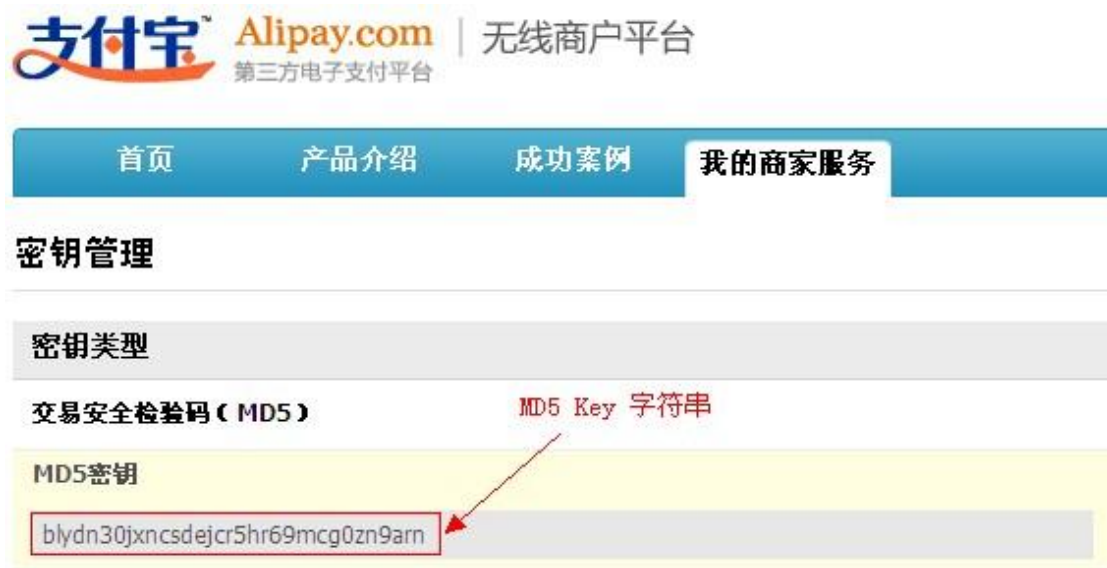 支付宝™ Alipay.com | 无线商户平台
第三方电子支付平台
首页 产品介绍 成功案例 我的商家服务
密钥管理
密钥类型
交易安全检验码(MD5)
MD5 Key 字符串
MD5密钥
blydn30jxncsdejcr5hr69mcg0zn9arn